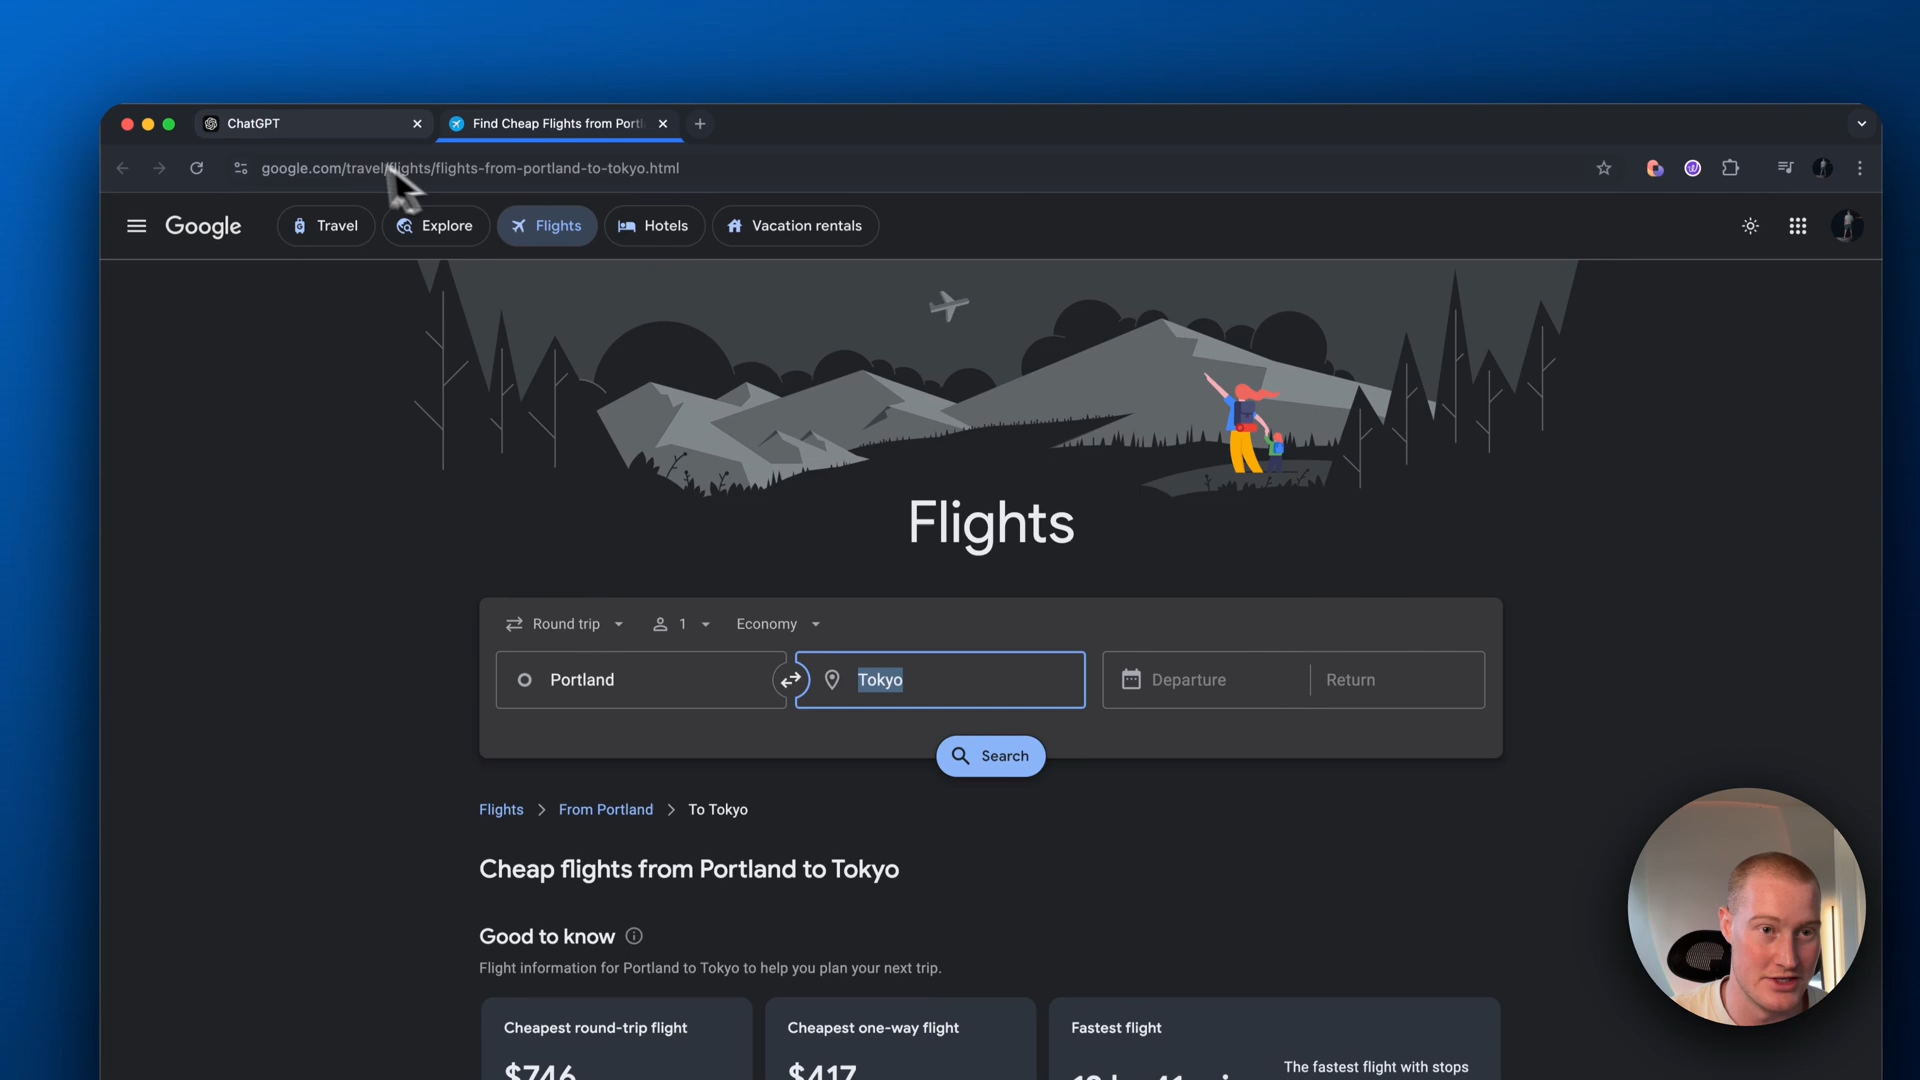 ChatGPT
Find Cheap Flights from Portl
google.com/travel/flights/flights-from-portland-to-tokyo.html
Google
Travel
Explore
Flights
Hotels
Vacation rentals
Flights
Round trip
1
Economy
Portland
Tokyo
Departure
Return
Search
Flights > From Portland > To Tokyo
Cheap flights from Portland to Tokyo
Good to know
Flight information for Portland to Tokyo to help you plan your next trip.
Cheapest round-trip flight
Cheapest one-way flight
Fastest flight
$746
$417
The fastest flight with stops